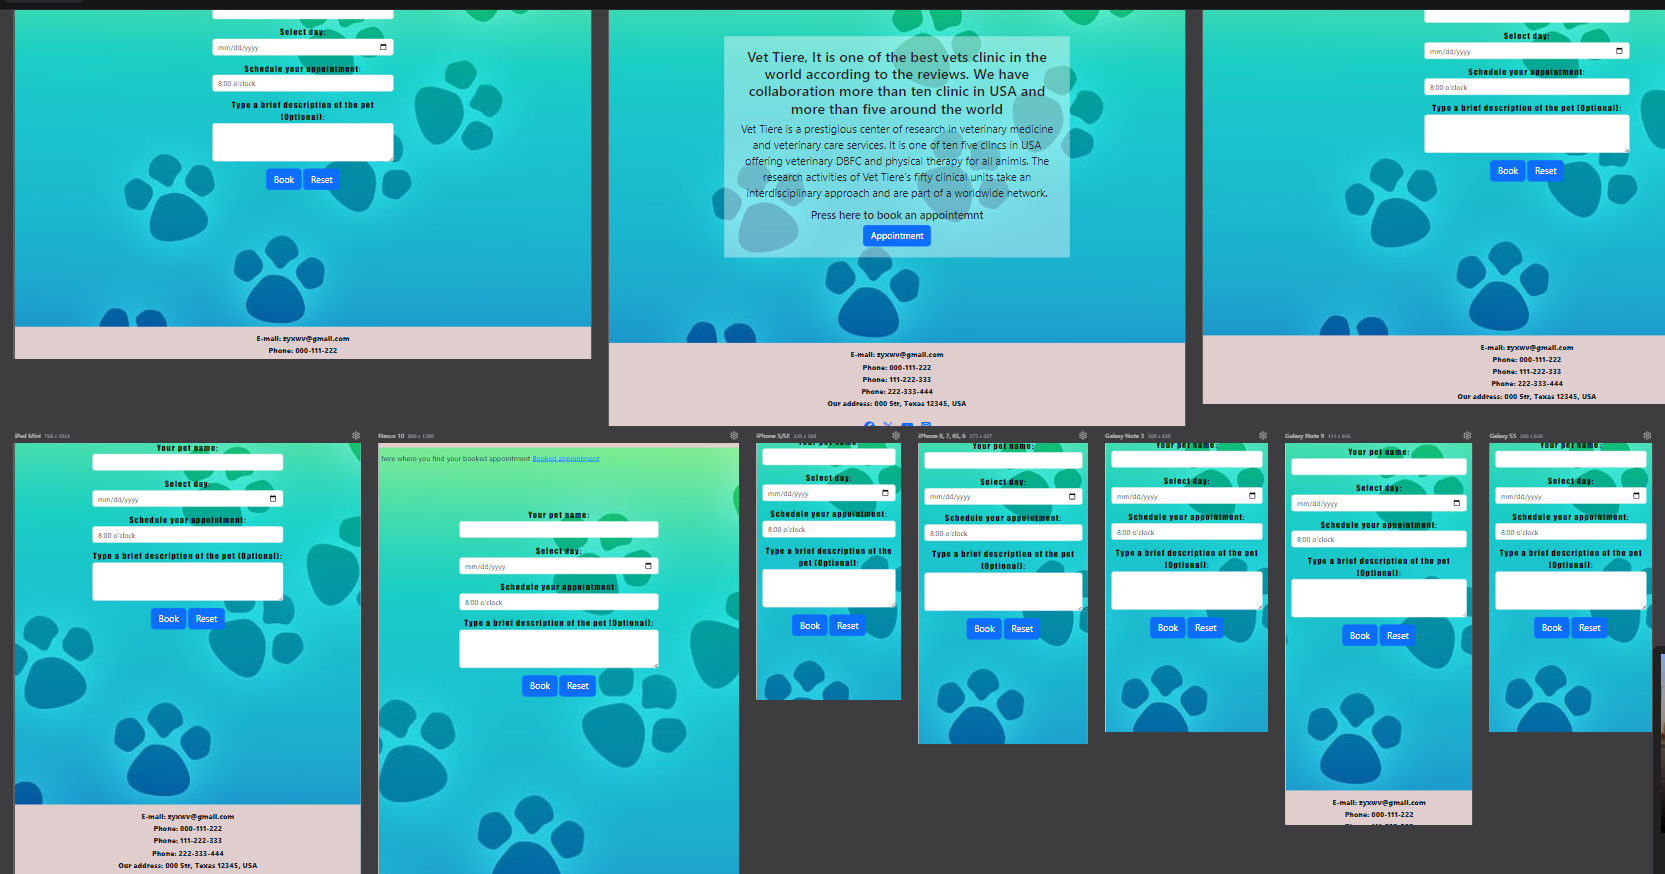 Select day:
mm/dd/yyyy
Schedule your appointment:
8:00 o'clock
Type a brief description of the pet
(Optional):
Book Reset
E-mail: zyxwv@gmail.com
Phone: 000-111-222
Vet Tiere, It is one of the best vets clinic in the
world according to the reviews. We have
collaboration more than ten clinic in USA and
more than five around the world
Vet Tiere is a prestigious center of research in veterinary medicine
and veterinary care services. It is one of ten five clincs in USA
offering veterinary DBFC and physical therapy for all animls. The
research activities of Vet Tiere's fifty clinical units take an
interdisciplinary approach and are part of a worldwide network.
Press here to book an appointemnt
Appointment
E-mail: zyxwv@gmail.com
Phone: 000-111-222
Phone: 111-222-333
Phone: 222-333-444
Our address: 000 Str, Texas 12345, USA
Select day:
mm/dd/yyyy
Schedule your appointment:
8:00 o'clock
Type a brief description of the pet (Optional):
Book Reset
E-mail: zyxwv@gmail.com
Phone: 000-111-222
Phone: 111-222-333
Phone: 222-333-444
Our address: 000 Str, Texas 12345, USA
iPad Mini 768 x 1024
Your pet name:
Select day:
mm/dd/yyyy
Schedule your appointment:
8:00 o'clock
Type a brief description of the pet (Optional):
Book Reset
E-mail: zyxwv@gmail.com
Phone: 000-111-222
Phone: 111-222-333
Phone: 222-333-444
Our address: 000 Str, Texas 12345, USA
Nexus 10 800 x 1280
here where you find your booked appointment Booked appointment
Your pet name:
Select day:
mm/dd/yyyy
Schedule your appointment:
8:00 o'clock
Type a brief description of the pet (Optional):
Book Reset
iPhone 5/SE 320 x 568
Your pet name:
Select day:
mm/dd/yyyy
Schedule your appointment:
8:00 o'clock
Type a brief description of the
pet (Optional):
Book Reset
iPhone 8, 7, 6S, 6 375 x 667
Your pet name:
Select day:
mm/dd/yyyy
Schedule your appointment:
8:00 o'clock
Type a brief description of the pet
(Optional):
Book Reset
Galaxy Note 3 360 x 640
Your pet name:
Select day:
mm/dd/yyyy
Schedule your appointment:
8:00 o'clock
Type a brief description of the pet
(Optional):
Book Reset
Galaxy Note 9 414 x 846
Your pet name:
Select day:
mm/dd/yyyy
Schedule your appointment:
8:00 o'clock
Type a brief description of the pet
(Optional):
Book Reset
E-mail: zyxwv@gmail.com
Phone: 000-111-222
Galaxy S5 360 x 640
Your pet name:
Select day:
mm/dd/yyyy
Schedule your appointment:
8:00 o'clock
Type a brief description of the pet
(Optional):
Book Reset